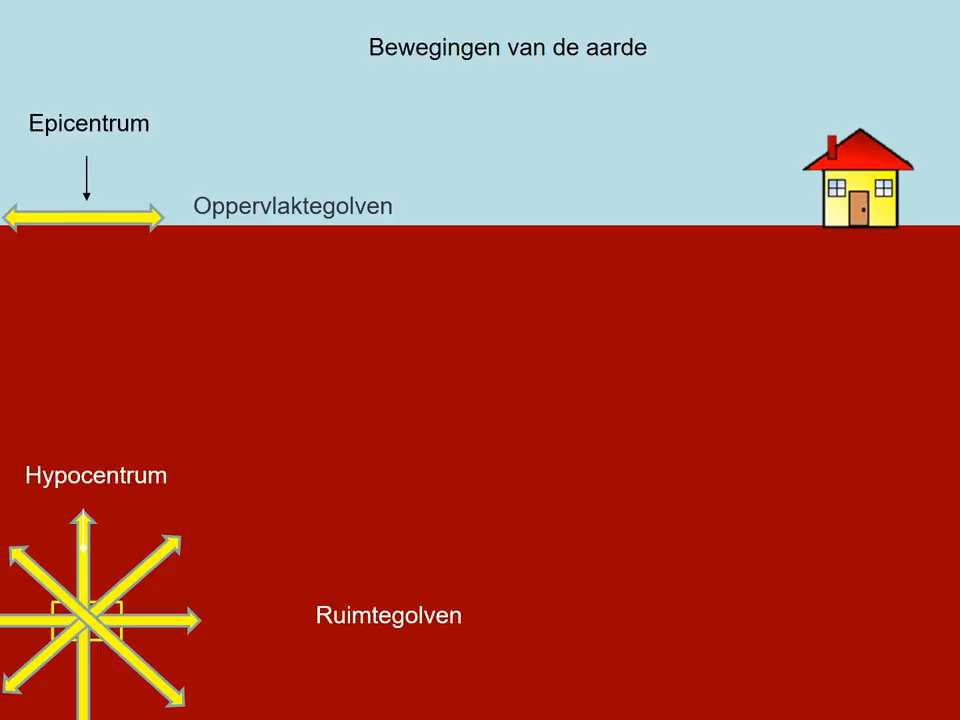 Bewegingen van de aarde
Epicentrum
Oppervlaktegolven
Hypocentrum
Ruimtegolven